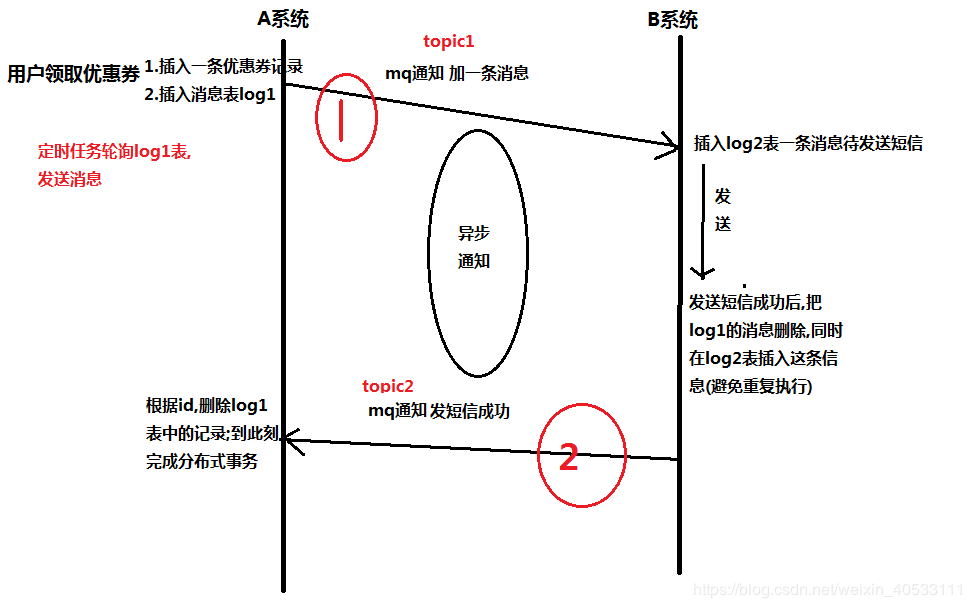 A系统
B系统
topic1
用户领取优惠券
1.插入一条优惠券记录
2.插入消息表log1
mq通知 加一条消息
1
定时任务轮询log1表,
发送消息
插入log2表一条消息待发送短信
发
送
异步
通知
发送短信成功后,把
log1的消息删除,同时
在log2表插入这条信
息(避免重复执行)
topic2
mq通知 发短信成功
根据id,删除log1
表中的记录;到此刻,
完成分布式事务
2
https://blog.csdn.net/weixin_40533111